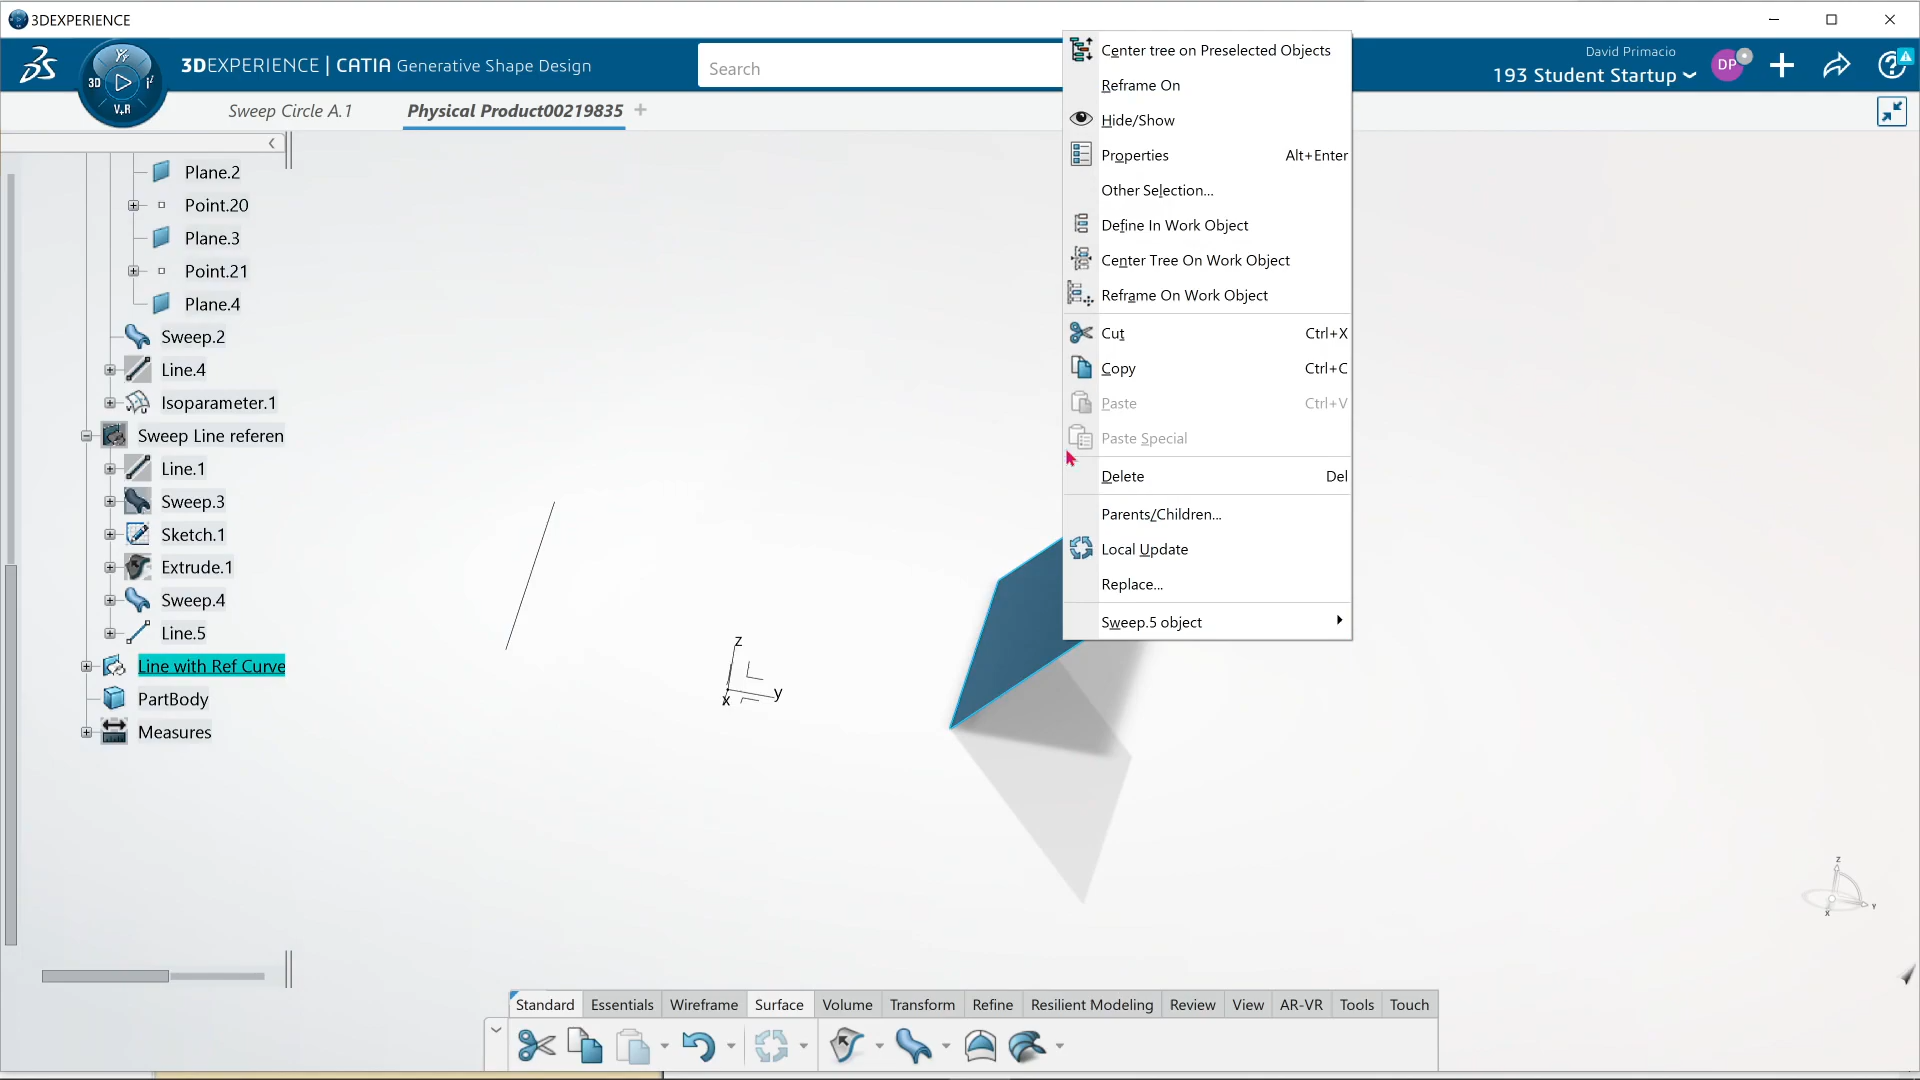 3DEXPERIENCE
3D
V+R
3DEXPERIENCE | CATIA Generative Shape Design
Search
David Primacio
193 Student Startup
DP
Sweep Circle A.1
Physical Product00219835
Plane.2
Point.20
Plane.3
Point.21
Plane.4
Sweep.2
Line.4
Isoparameter.1
Sweep Line referen
Line.1
Sweep.3
Sketch.1
Extrude.1
Sweep.4
Line.5
Line with Ref Curve
PartBody
Measures
Center tree on Preselected Objects
Reframe On
Hide/Show
Properties Alt+Enter
Other Selection...
Define In Work Object
Center Tree On Work Object
Reframe On Work Object
Cut Ctrl+X
Copy Ctrl+C
Paste Ctrl+V
Paste Special
Delete Del
Parents/Children...
Local Update
Replace...
Sweep.5 object
z
y
x
z
y
x
Standard Essentials Wireframe Surface Volume Transform Refine Resilient Modeling Review View AR-VR Tools Touch